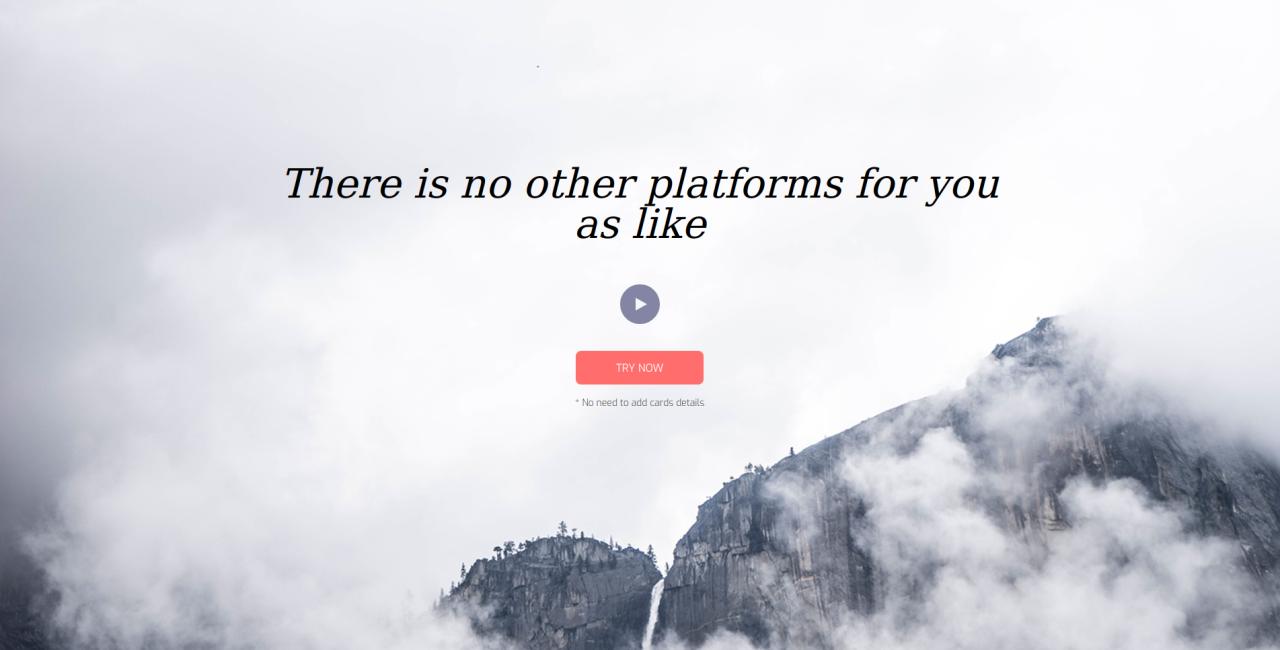 There is no other platforms for you
as like
TRY NOW
* No need to add cards details